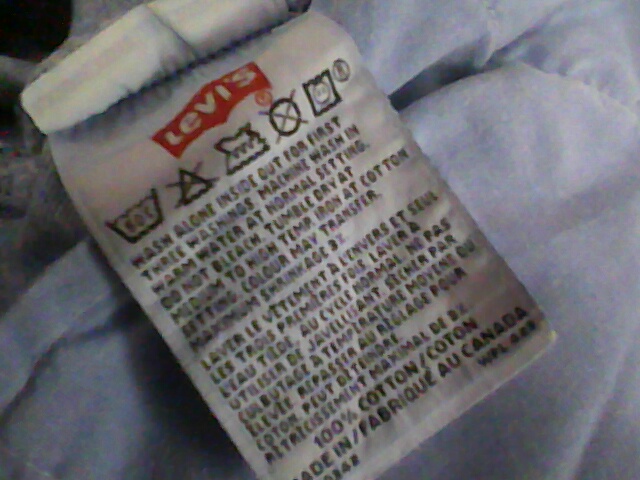 LEVI'S ®
®
WASH ALONE INSIDE OUT FOR FIRST
THREE WASHINGS. MACHINE WASH IN
WARM WATER AT NORMAL SETTING.
DO NOT BLEACH. TUMBLE DRY AT
MEDIUM TO HIGH TEMP. IRON AT COTTON
SETTING. COLOUR MAY TRANSFER.
MAXIMUM SHRINKAGE
LAVER LE VÊTEMENT À L'ENVERS ET SEUL
LES TROIS PREMIÈRES FOIS. LAVER À
L'EAU TIÈDE, AU CYCLE NORMAL. NE PAS
UTILISER DE JAVELLISANT. SÉCHER PAR
CULBUTAGE À TEMPÉRATURE MOYENNE OU
ÉLEVÉE. REPASSER AU RÉGLAGE POUR
COTON. PEUT DÉTEINDRE.
RÉTRÉCISSEMENT MAXIMAL DE
100% COTTON/COTON
MADE IN/FABRIQUÉ AU CANADA
WPL